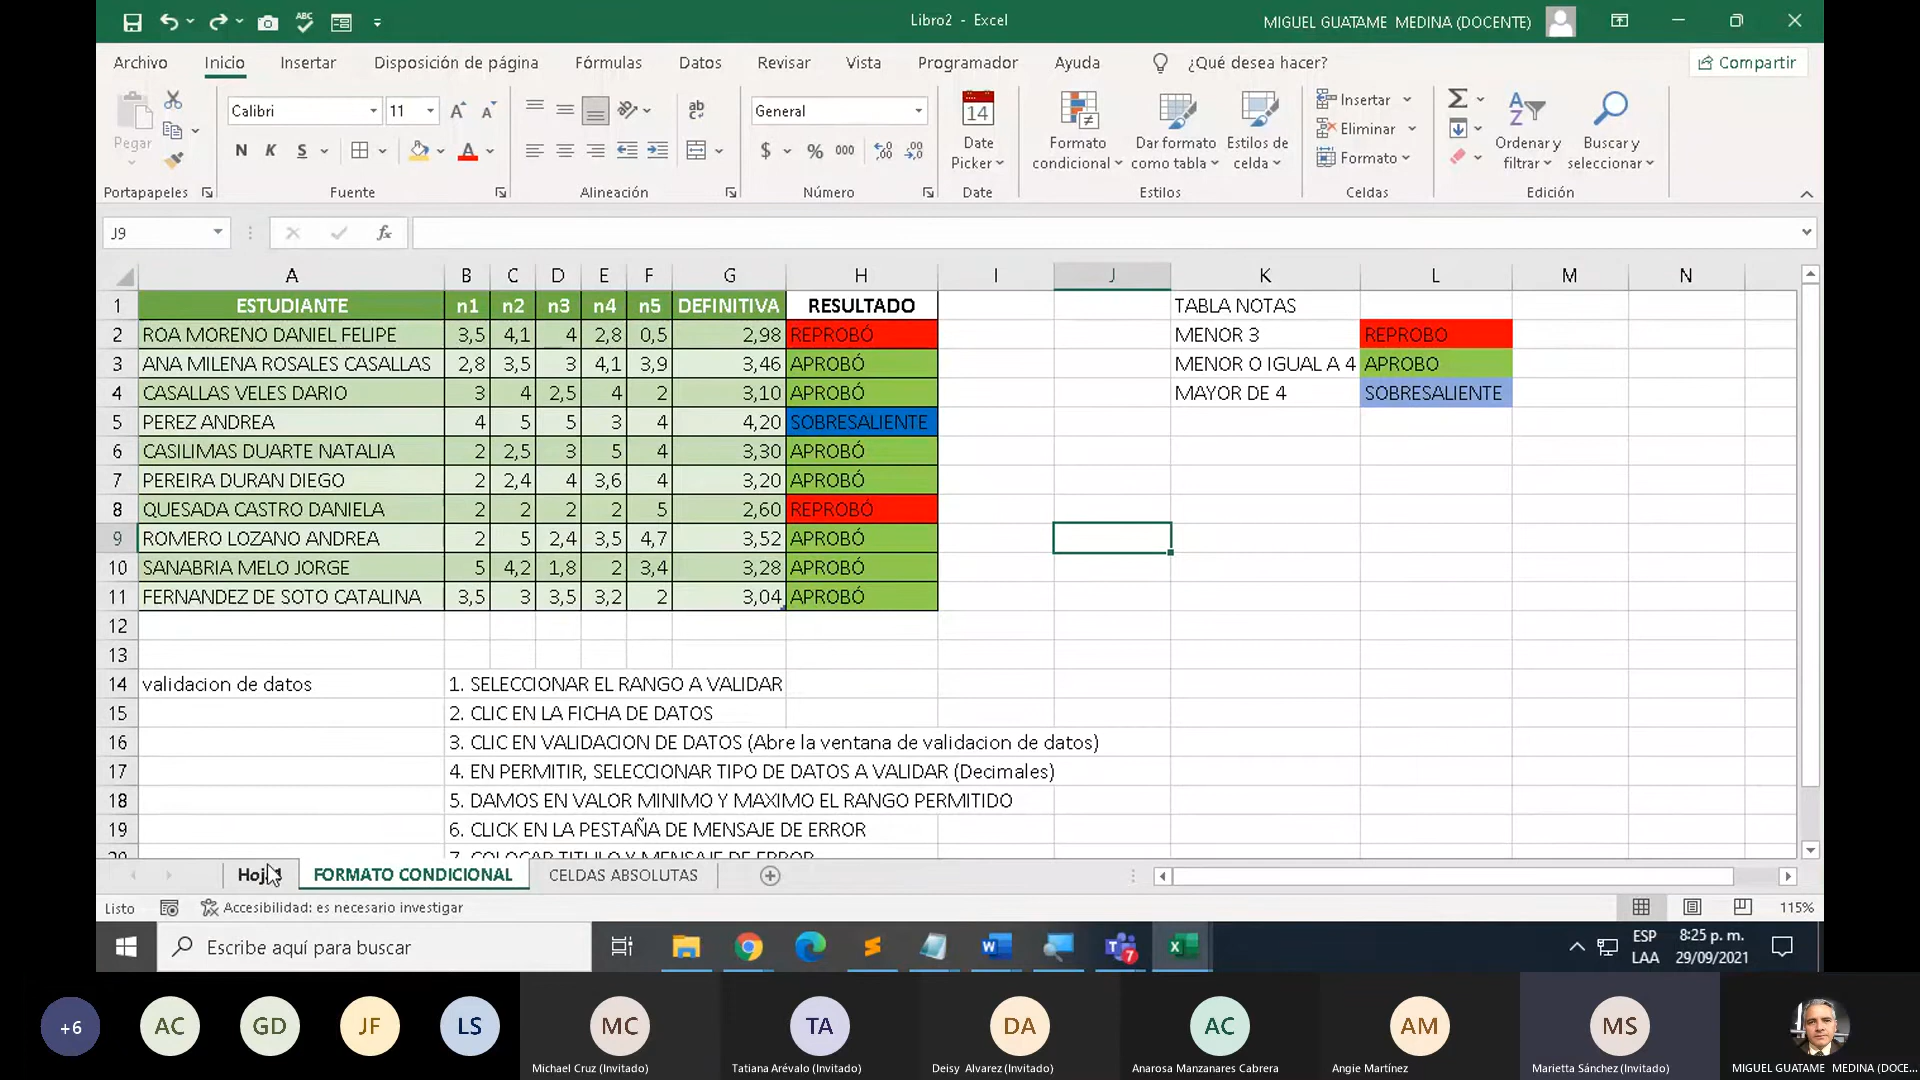 Libro2 - Excel
MIGUEL GUATAME MEDINA (DOCENTE)
Archivo Inicio Insertar Disposición de página Fórmulas Datos Revisar Vista Programador Ayuda ¿Qué desea hacer? Compartir
Pegar
Portapapeles
Calibri 11
N K S
Fuente
Alineación
General
$ % 000
Número
14
Date Picker
Date
Formato condicional
Dar formato como tabla
Estilos de celda
Estilos
Insertar
Eliminar
Formato
Celdas
Ordenar y filtrar
Buscar y seleccionar
Edición
J9 fx
A B C D E F G H I J K L M N
1 ESTUDIANTE n1 n2 n3 n4 n5 DEFINITIVA RESULTADO TABLA NOTAS
2 ROA MORENO DANIEL FELIPE 3,5 4,1 4 2,8 0,5 2,98 REPROBÓ MENOR 3 REPROBO
3 ANA MILENA ROSALES CASALLAS 2,8 3,5 3 4,1 3,9 3,46 APROBÓ MENOR O IGUAL A 4 APROBO
4 CASALLAS VELES DARIO 3 4 2,5 4 2 3,10 APROBÓ MAYOR DE 4 SOBRESALIENTE
5 PEREZ ANDREA 4 5 5 3 4 4,20 SOBRESALIENTE
6 CASILIMAS DUARTE NATALIA 2 2,5 3 5 4 3,30 APROBÓ
7 PEREIRA DURAN DIEGO 2 2,4 4 3,6 4 3,20 APROBÓ
8 QUESADA CASTRO DANIELA 2 2 2 2 5 2,60 REPROBÓ
9 ROMERO LOZANO ANDREA 2 5 2,4 3,5 4,7 3,52 APROBÓ
10 SANABRIA MELO JORGE 5 4,2 1,8 2 3,4 3,28 APROBÓ
11 FERNANDEZ DE SOTO CATALINA 3,5 3 3,5 3,2 2 3,04 APROBÓ
12
13
14 validacion de datos 1. SELECCIONAR EL RANGO A VALIDAR
15 2. CLIC EN LA FICHA DE DATOS
16 3. CLIC EN VALIDACION DE DATOS (Abre la ventana de validacion de datos)
17 4. EN PERMITIR, SELECCIONAR TIPO DE DATOS A VALIDAR (Decimales)
18 5. DAMOS EN VALOR MINIMO Y MAXIMO EL RANGO PERMITIDO
19 6. CLICK EN LA PESTAÑA DE MENSAJE DE ERROR
20 7. COLOCAR TITULO Y MENSAJE DE ERROR
FORMATO CONDICIONAL CELDAS ABSOLUTAS
Listo Accesibilidad: es necesario investigar 115%
Escribe aquí para buscar
7
ESP LAA
8:25 p. m.
29/09/2021
+6 AC GD JF LS MC TA DA AC AM MS
Michael Cruz (Invitado) Tatiana Arévalo (Invitado) Deisy Alvarez (Invitado) Anarosa Manzanares Cabrera Angie Martínez Marietta Sánchez (Invitado) MIGUEL GUATAME MEDINA (DOCE...